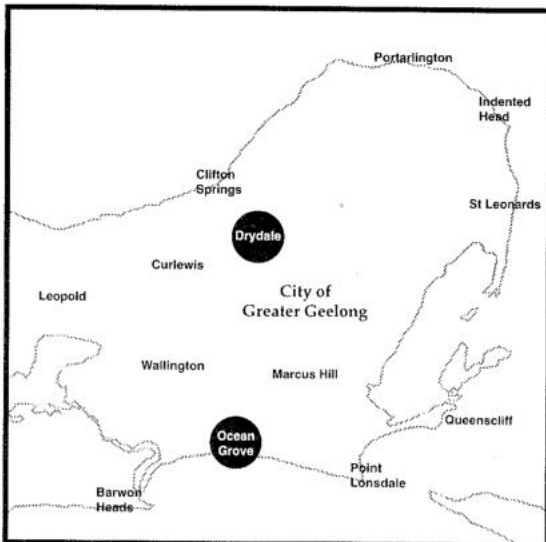 Portarlington
Indented
Head
Clifton
Springs
St Leonards
Drydale
Curlewis
City of
Greater Geelong
Leopold
Wallington
Marcus Hill
Queenscliff
Ocean
Grove
Point
Lonsdale
Barwon
Heads